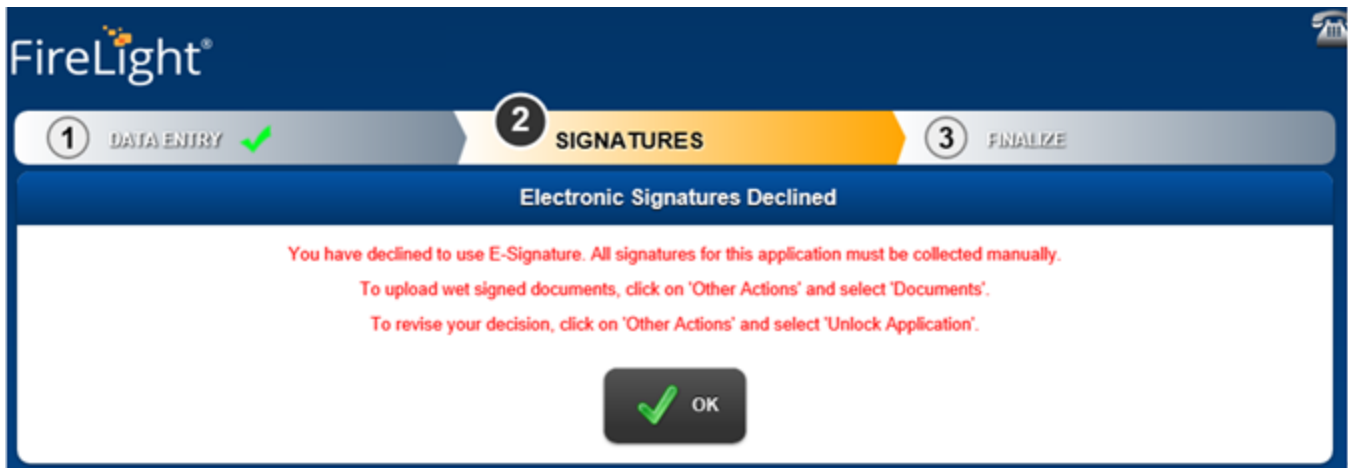 FireLight®
1 DATA ENTRY
2 SIGNATURES
3 FINALIZE
Electronic Signatures Declined
You have declined to use E-Signature. All signatures for this application must be collected manually.
To upload wet signed documents, click on 'Other Actions' and select 'Documents'.
To revise your decision, click on 'Other Actions' and select 'Unlock Application'.
OK